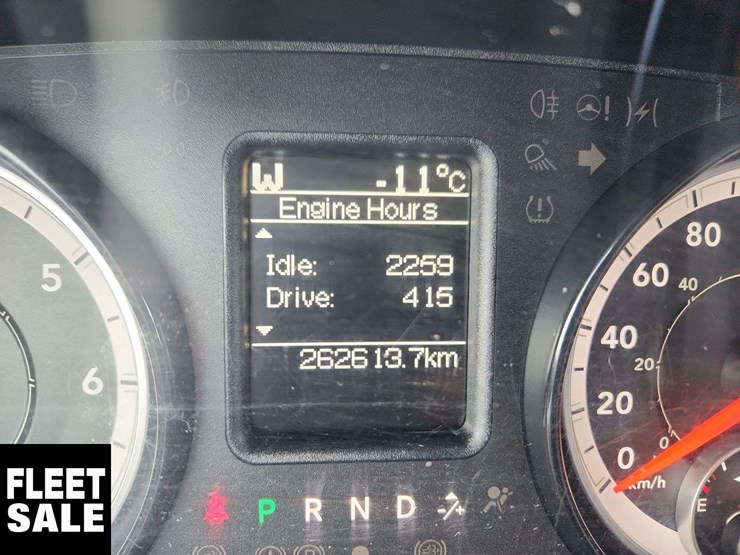 W -11°C
Engine Hours
Idle: 2259
Drive: 415
262613.7km
5
6
80
60
40
20
0
km/h
40
20
0
E
P R N D
FLEET
SALE